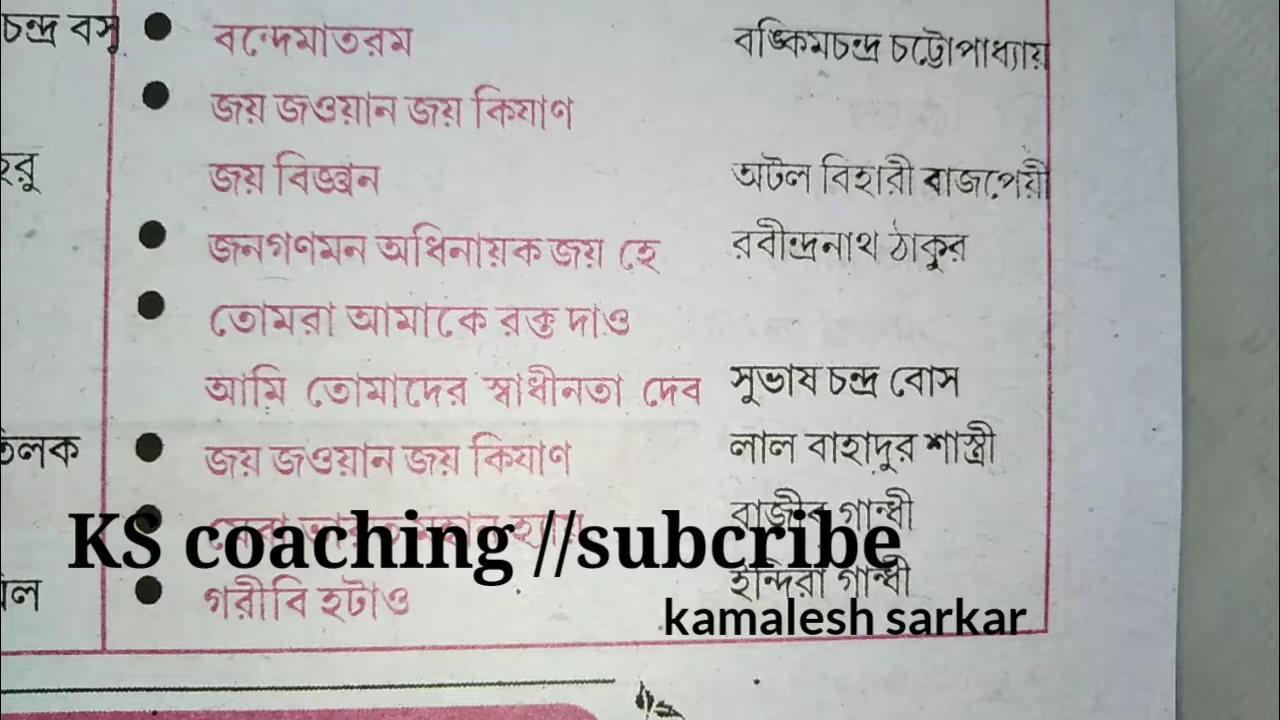 চন্দ্র বসু ● বন্দেমাতরম বঙ্কিমচন্দ্র চট্টোপাধ্যায়
● জয় জওয়ান জয় কিষাণ
হরু জয় বিজ্ঞান অটল বিহারী বাজপেয়ী
● জনগণমন অধিনায়ক জয় হে রবীন্দ্রনাথ ঠাকুর
● তোমরা আমাকে রক্ত দাও
আমি তোমাদের স্বাধীনতা দেব সুভাষ চন্দ্র বোস
তিলক ● জয় জওয়ান জয় কিষাণ লাল বাহাদুর শাস্ত্রী
● রাজীব গান্ধী
KS coaching //subcribe
● গরীবি হটাও ইন্দিরা গান্ধী
kamalesh sarkar